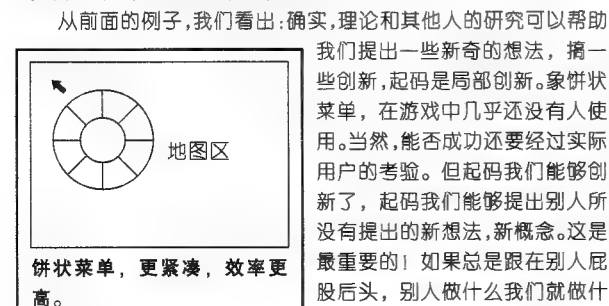 从前面的例子,我们看出:确实,理论和其他人的研究可以帮助
我们提出一些新奇的想法，搞一
些创新,起码是局部创新。象饼状
菜单，在游戏中几乎还没有人使
用。当然,能否成功还要经过实际
用户的考验。但起码我们能够创
新了，起码我们能够提出别人所
没有提出的新想法,新概念。这是
最重要的！如果总是跟在别人屁
股后头，别人做什么我们就做什
地图区
饼状菜单，更紧凑，效率更
高。